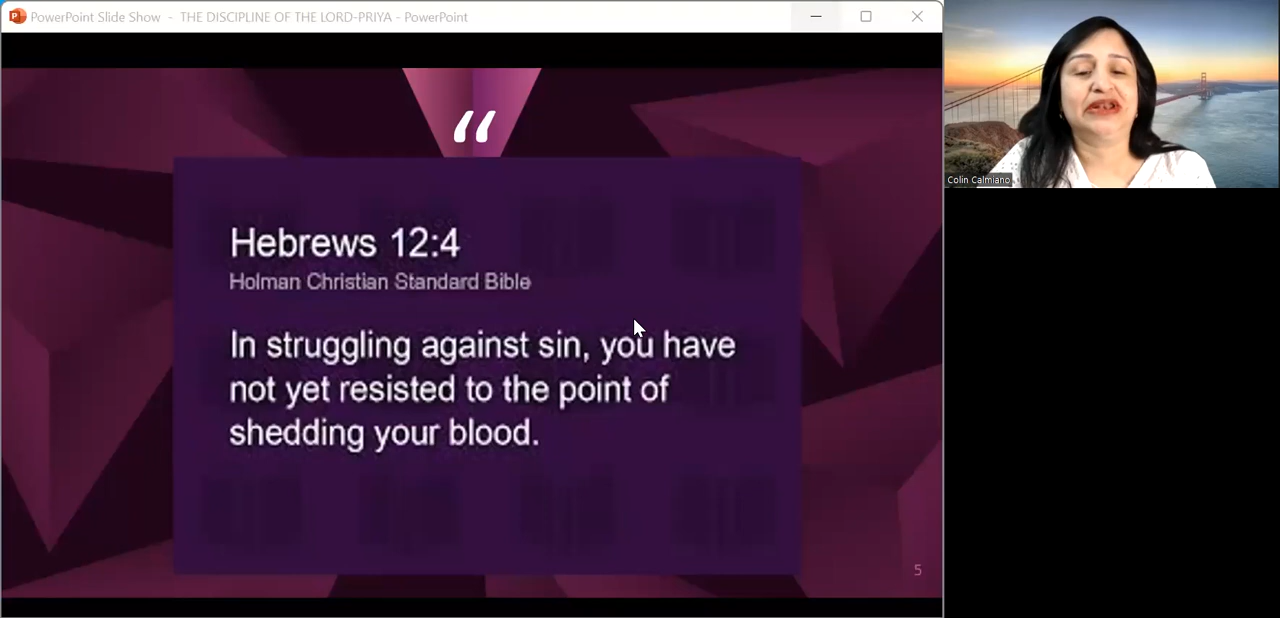 PowerPoint Slide Show - THE DISCIPLINE OF THE LORD-PRIYA - PowerPoint
“
Hebrews 12:4
Holman Christian Standard Bible
In struggling against sin, you have
not yet resisted to the point of
shedding your blood.
5
Colin Calmiano